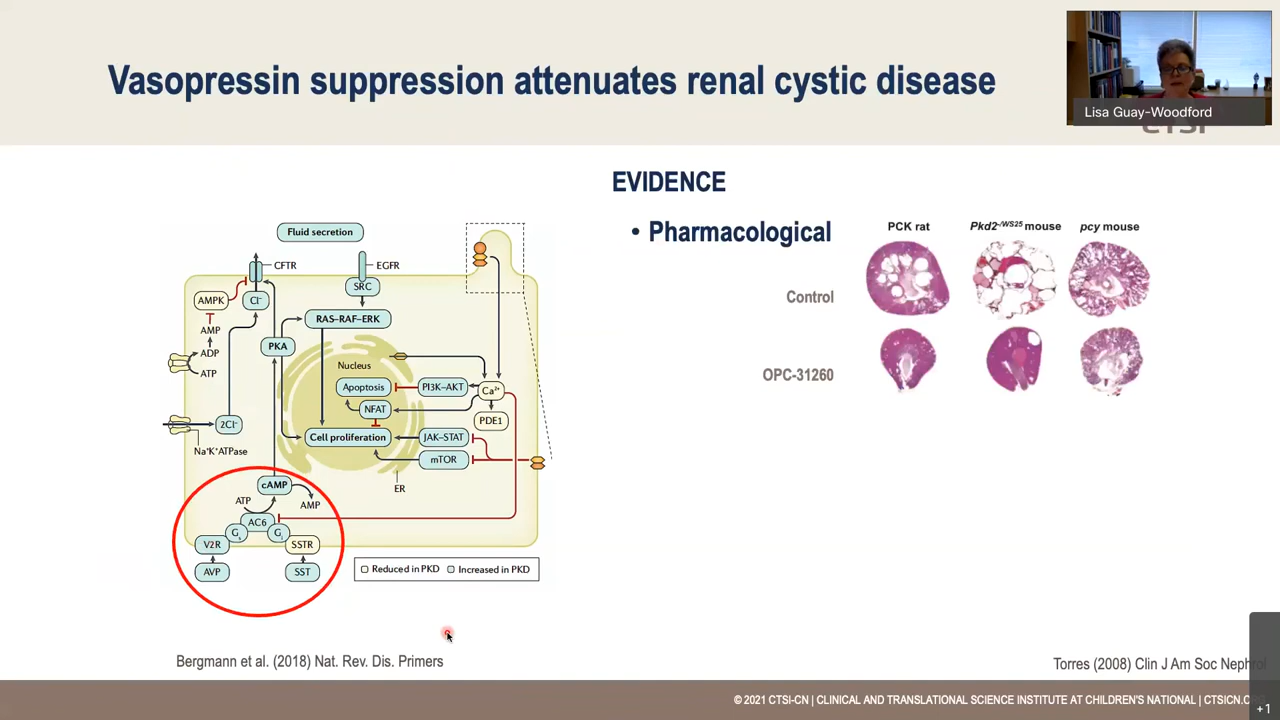 Vasopressin suppression attenuates renal cystic disease
Lisa Guay-Woodford
CTSI
EVIDENCE
• Pharmacological
PCK rat
Pkd2-/WS25 mouse
pcy mouse
Control
OPC-31260
Fluid secretion
CFTR
EGFR
AMPK
Cl-
SRC
AMP
RAS–RAF–ERK
PKA
ADP
ATP
Nucleus
Apoptosis
PI3K–AKT
Ca2+
NFAT
PDE1
2Cl-
Cell proliferation
JAK–STAT
Na+K+ATPase
mTOR
ER
cAMP
ATP
AMP
AC6
Gs
Gi
V2R
SSTR
AVP
SST
Reduced in PKD
Increased in PKD
Bergmann et al. (2018) Nat. Rev. Dis. Primers
Torres (2008) Clin J Am Soc Nephrol
© 2021 CTSI-CN | CLINICAL AND TRANSLATIONAL SCIENCE INSTITUTE AT CHILDREN'S NATIONAL | CTSICN.O
+1